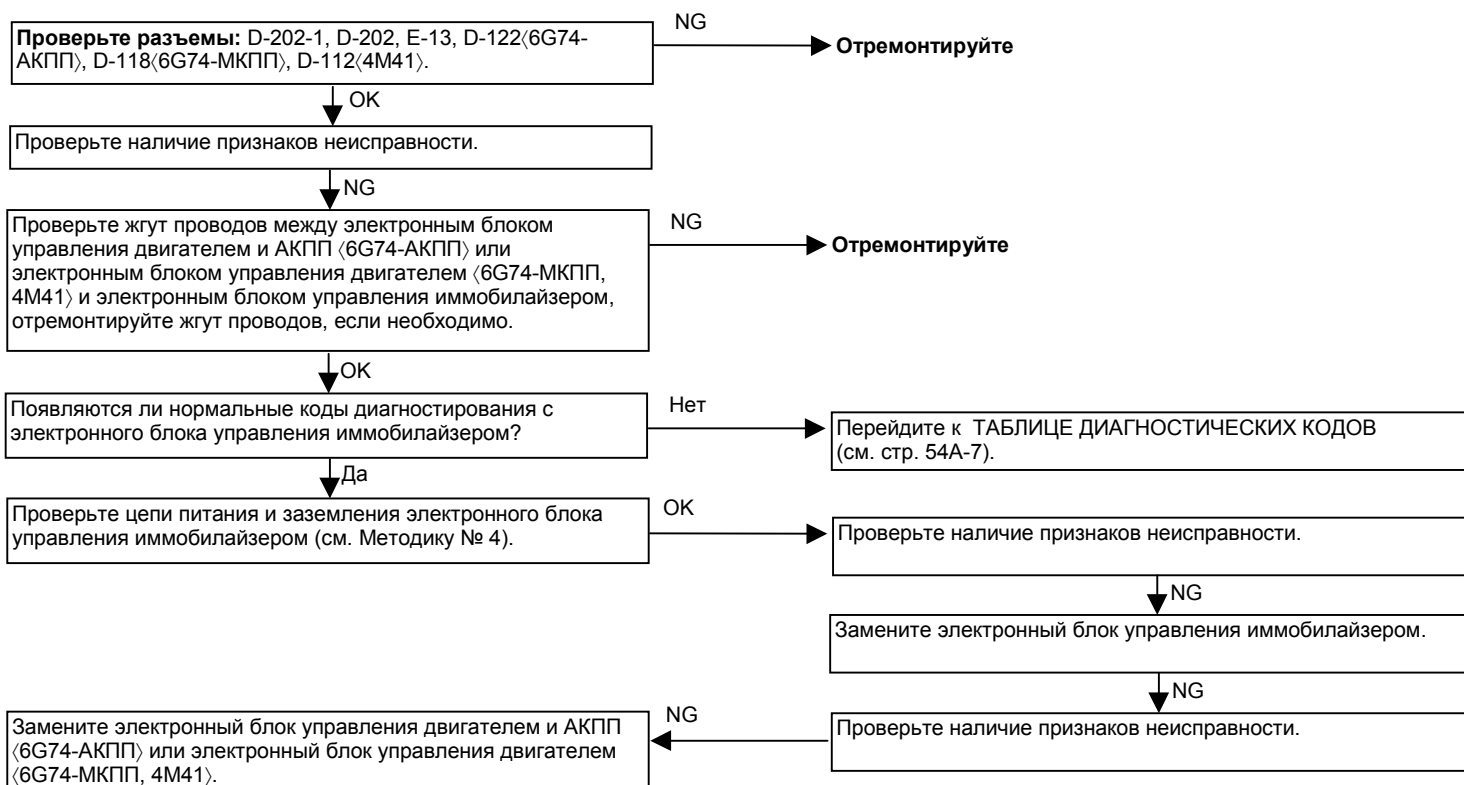 Проверьте разъемы: D-202-1, D-202, E-13, D-122〈6G74-
АКПП〉, D-118〈6G74-МКПП〉, D-112〈4M41〉.
NG
Отремонтируйте
OK
Проверьте наличие признаков неисправности.
NG
Проверьте жгут проводов между электронным блоком
управления двигателем и АКПП 〈6G74-АКПП〉 или
электронным блоком управления двигателем 〈6G74-МКПП,
4M41〉 и электронным блоком управления иммобилайзером,
отремонтируйте жгут проводов, если необходимо.
NG
Отремонтируйте
OK
Появляются ли нормальные коды диагностирования с
электронного блока управления иммобилайзером?
Нет
Перейдите к ТАБЛИЦЕ ДИАГНОСТИЧЕСКИХ КОДОВ
(см. стр. 54А-7).
Да
Проверьте цепи питания и заземления электронного блока
управления иммобилайзером (см. Методику № 4).
OK
Проверьте наличие признаков неисправности.
NG
Замените электронный блок управления иммобилайзером.
NG
Проверьте наличие признаков неисправности.
NG
Замените электронный блок управления двигателем и АКПП
〈6G74-АКПП〉 или электронный блок управления двигателем
〈6G74-МКПП, 4M41〉.